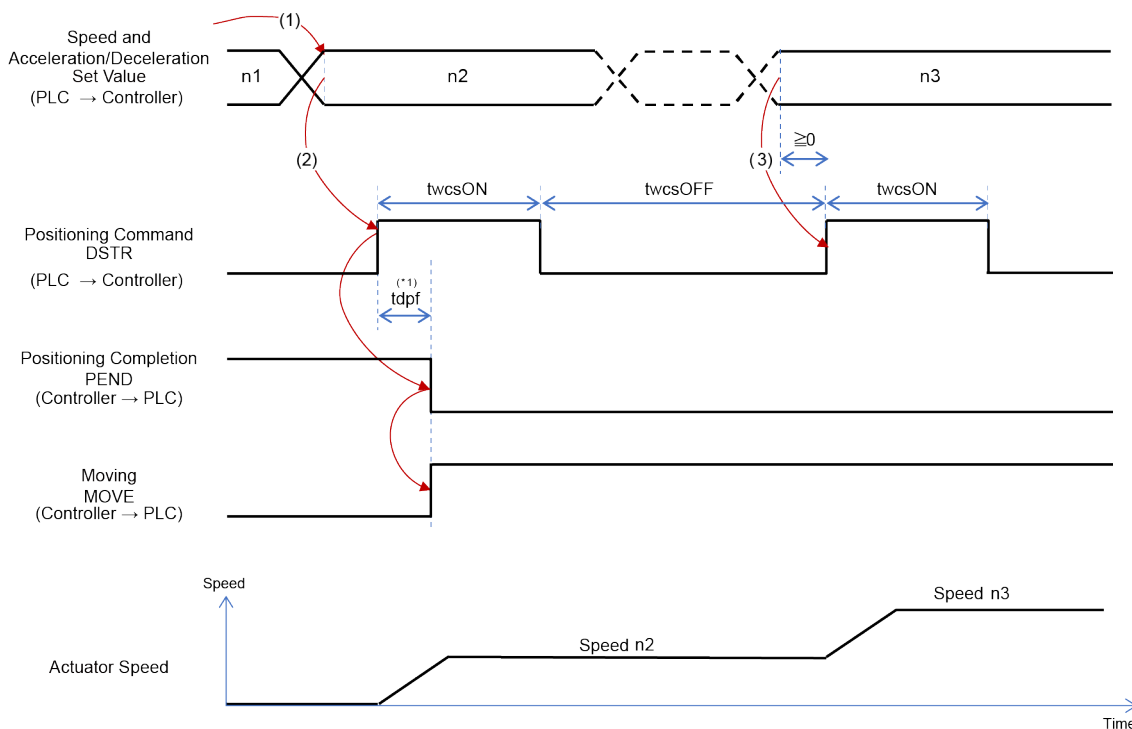 (1)
Speed and
Acceleration/Deceleration
Set Value
(PLC → Controller)
n1
n2
n3
(2)
(3)
≧0
twcsON
twcsOFF
twcsON
Positioning Command
DSTR
(PLC → Controller)
(*1)
tdpf
Positioning Completion
PEND
(Controller → PLC)
Moving
MOVE
(Controller → PLC)
Speed
Speed n3
Speed n2
Actuator Speed
Time